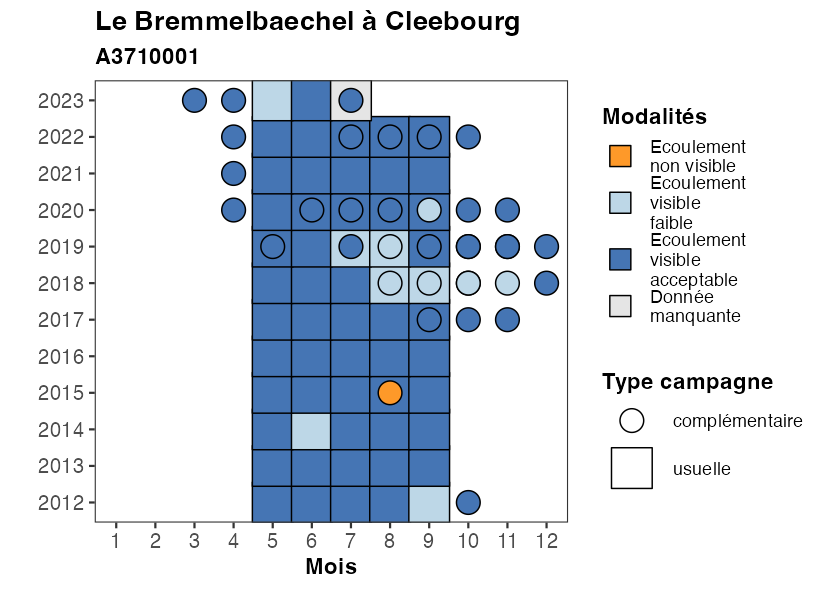 Le Bremmelbaechel à Cleebourg
A3710001
2023
2022
2021
2020
2019
2018
2017
2016
2015
2014
2013
2012
1 2 3 4 5 6 7 8 9 10 11 12
Mois
Modalités
Ecoulement
non visible
Ecoulement
visible
faible
Ecoulement
visible
acceptable
Donnée
manquante
Type campagne
complémentaire
usuelle